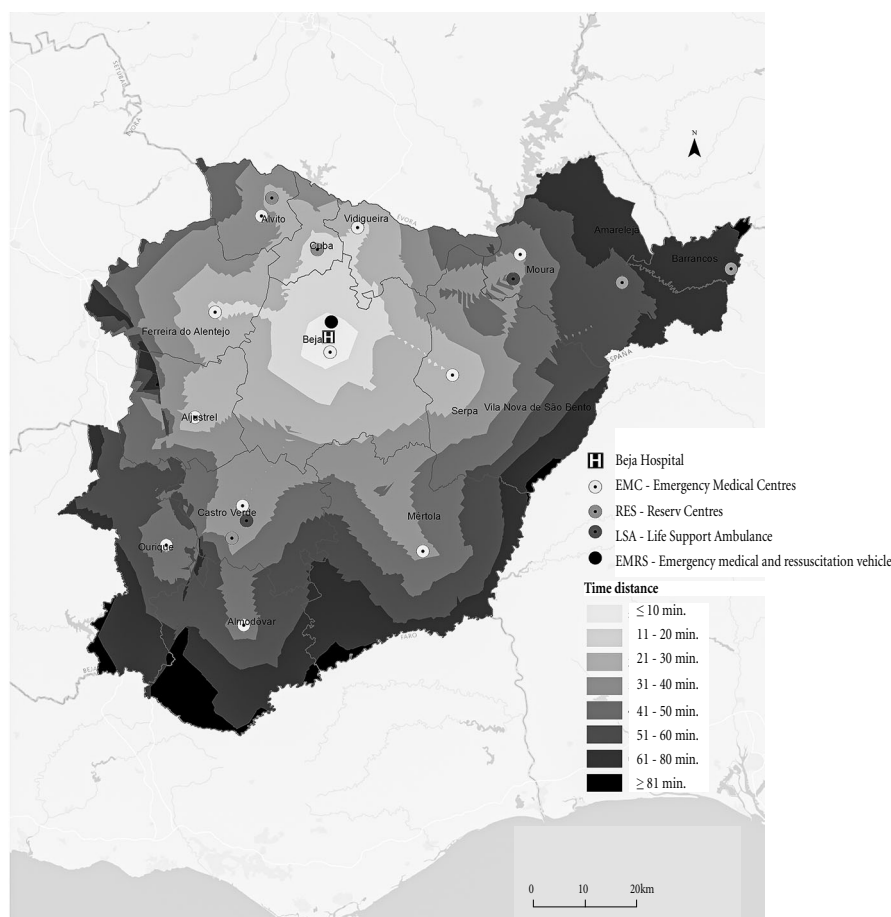 SETÚBAL
ÉVORA
N
Alvito
Vidigueira
ÉVORA
Cuba
Amareleja
Moura
Barrancos
Ferreira do Alentejo
Beja
H
ESPAÑA
Aljustrel
Serpa
Vila Nova de São Bento
Castro Verde
Mértola
Ourique
Almodôvar
FARO
BEJA
H Beja Hospital
EMC - Emergency Medical Centres
RES - Reserv Centres
LSA - Life Support Ambulance
EMRS - Emergency medical and ressuscitation vehicle
Time distance
≤ 10 min.
11 - 20 min.
21 - 30 min.
31 - 40 min.
41 - 50 min.
51 - 60 min.
61 - 80 min.
≥ 81 min.
0 10 20km